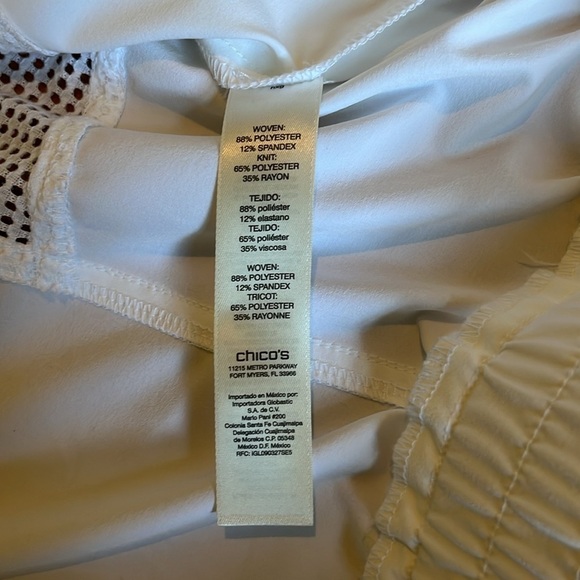 WOVEN:
88% POLYESTER
12% SPANDEX
KNIT:
65% POLYESTER
35% RAYON
TEJIDO:
88% poliéster
12% elastano
TEJIDO:
65% poliéster
35% viscosa
WOVEN:
88% POLYESTER
12% SPANDEX
TRICOT:
65% POLYESTER
35% RAYONNE
chico's
11215 METRO PARKWAY
FORT MYERS, FL 33966
Importado en México por:
Importadora Globastic
S.A. de C.V.
Mario Pani #200
Colonia Santa Fe Cuajimalpa
Delegación Cuajimalpa
de Morelos C.P. 05348
México D.F. México
RFC: IGL090327SE5